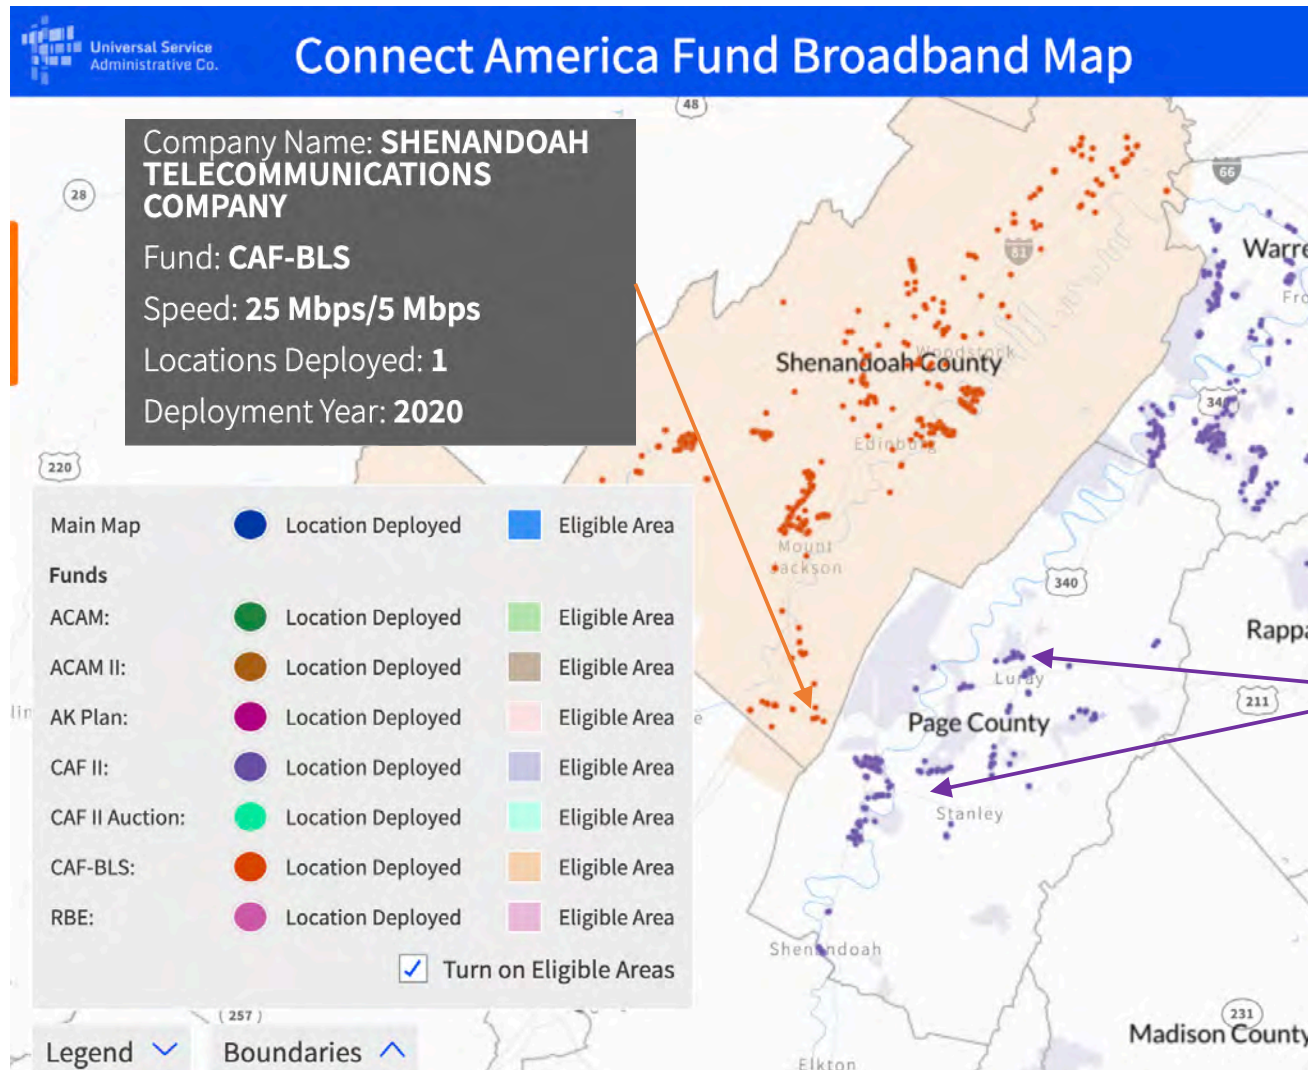 Universal Service
Administrative Co.
Connect America Fund Broadband Map
48
Company Name: SHENANDOAH
TELECOMMUNICATIONS
COMPANY
Fund: CAF-BLS
Speed: 25 Mbps/5 Mbps
Locations Deployed: 1
Deployment Year: 2020
28
66
81
Warre
Fro
Woodstock
Shenandoah County
340
Edinburg
220
Mount
Jackson
340
Rappa
Luray
211
Page County
Stanley
Shenandoah
231
Madison County
Elkton
Main Map
Location Deployed
Eligible Area
Funds
ACAM:
Location Deployed
Eligible Area
ACAM II:
Location Deployed
Eligible Area
AK Plan:
Location Deployed
Eligible Area
CAF II:
Location Deployed
Eligible Area
CAF II Auction:
Location Deployed
Eligible Area
CAF-BLS:
Location Deployed
Eligible Area
RBE:
Location Deployed
Eligible Area
Turn on Eligible Areas
257
Legend
Boundaries